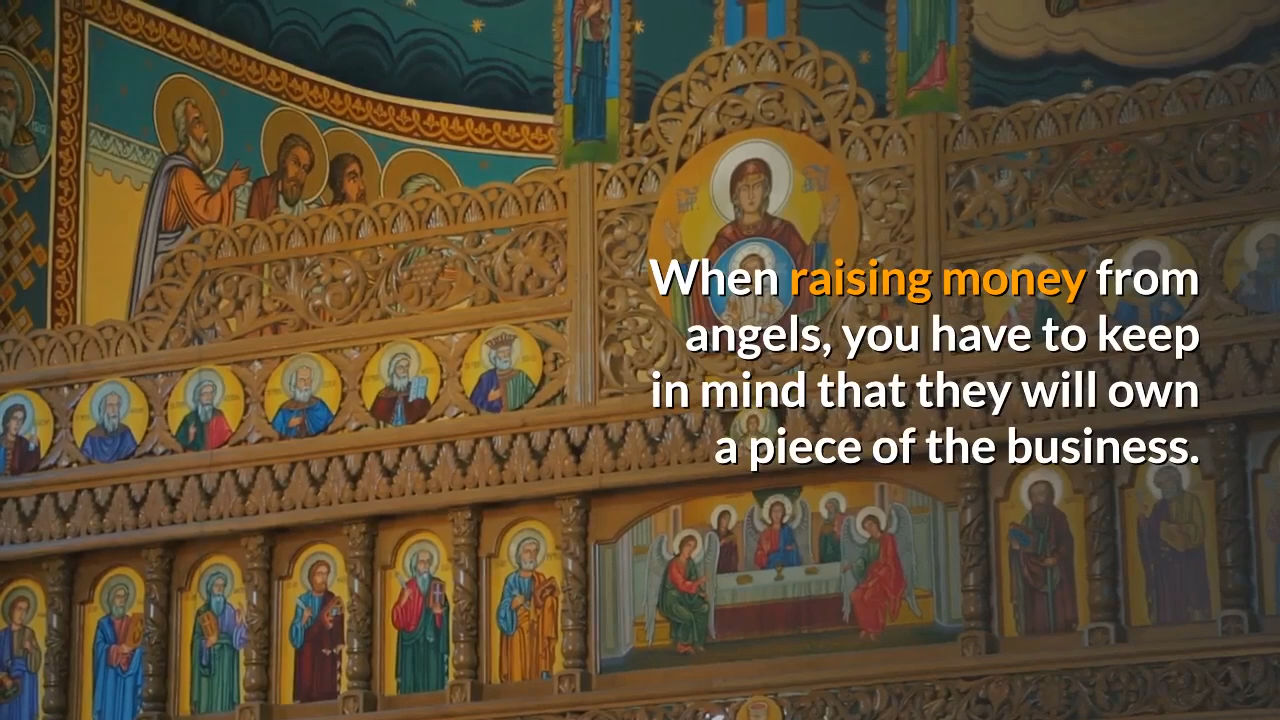 When raising money from
angels, you have to keep
in mind that they will own
a piece of the business.